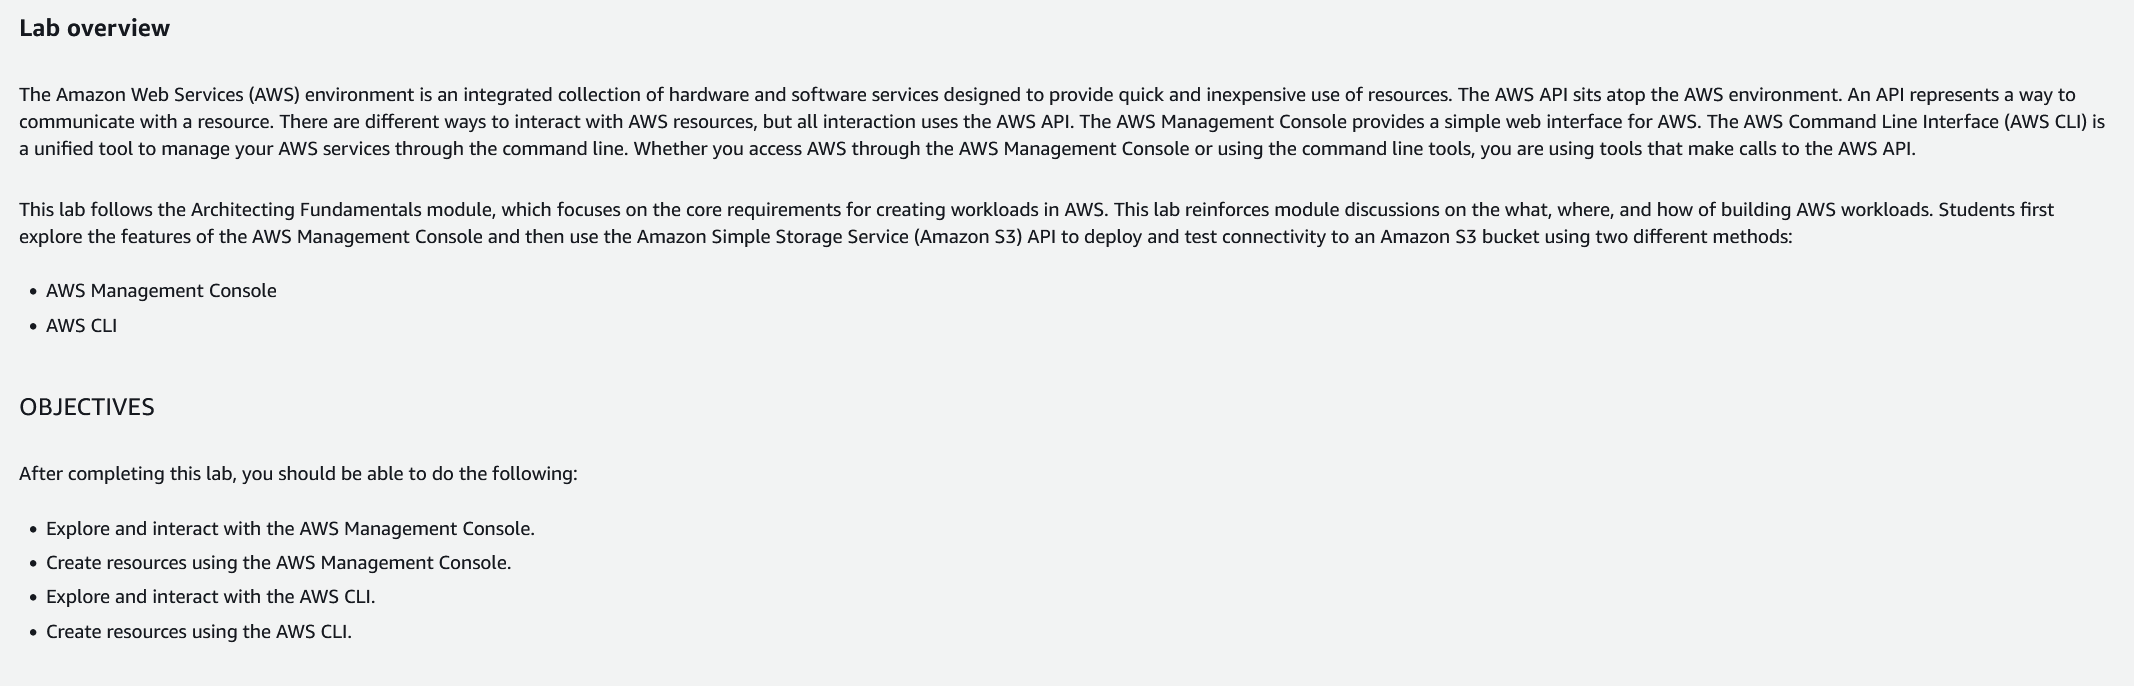 Lab overview
The Amazon Web Services (AWS) environment is an integrated collection of hardware and software services designed to provide quick and inexpensive use of resources. The AWS API sits atop the AWS environment. An API represents a way to
communicate with a resource. There are different ways to interact with AWS resources, but all interaction uses the AWS API. The AWS Management Console provides a simple web interface for AWS. The AWS Command Line Interface (AWS CLI) is
a unified tool to manage your AWS services through the command line. Whether you access AWS through the AWS Management Console or using the command line tools, you are using tools that make calls to the AWS API.
This lab follows the Architecting Fundamentals module, which focuses on the core requirements for creating workloads in AWS. This lab reinforces module discussions on the what, where, and how of building AWS workloads. Students first
explore the features of the AWS Management Console and then use the Amazon Simple Storage Service (Amazon S3) API to deploy and test connectivity to an Amazon S3 bucket using two different methods:
• AWS Management Console
• AWS CLI
OBJECTIVES
After completing this lab, you should be able to do the following:
• Explore and interact with the AWS Management Console.
• Create resources using the AWS Management Console.
• Explore and interact with the AWS CLI.
• Create resources using the AWS CLI.